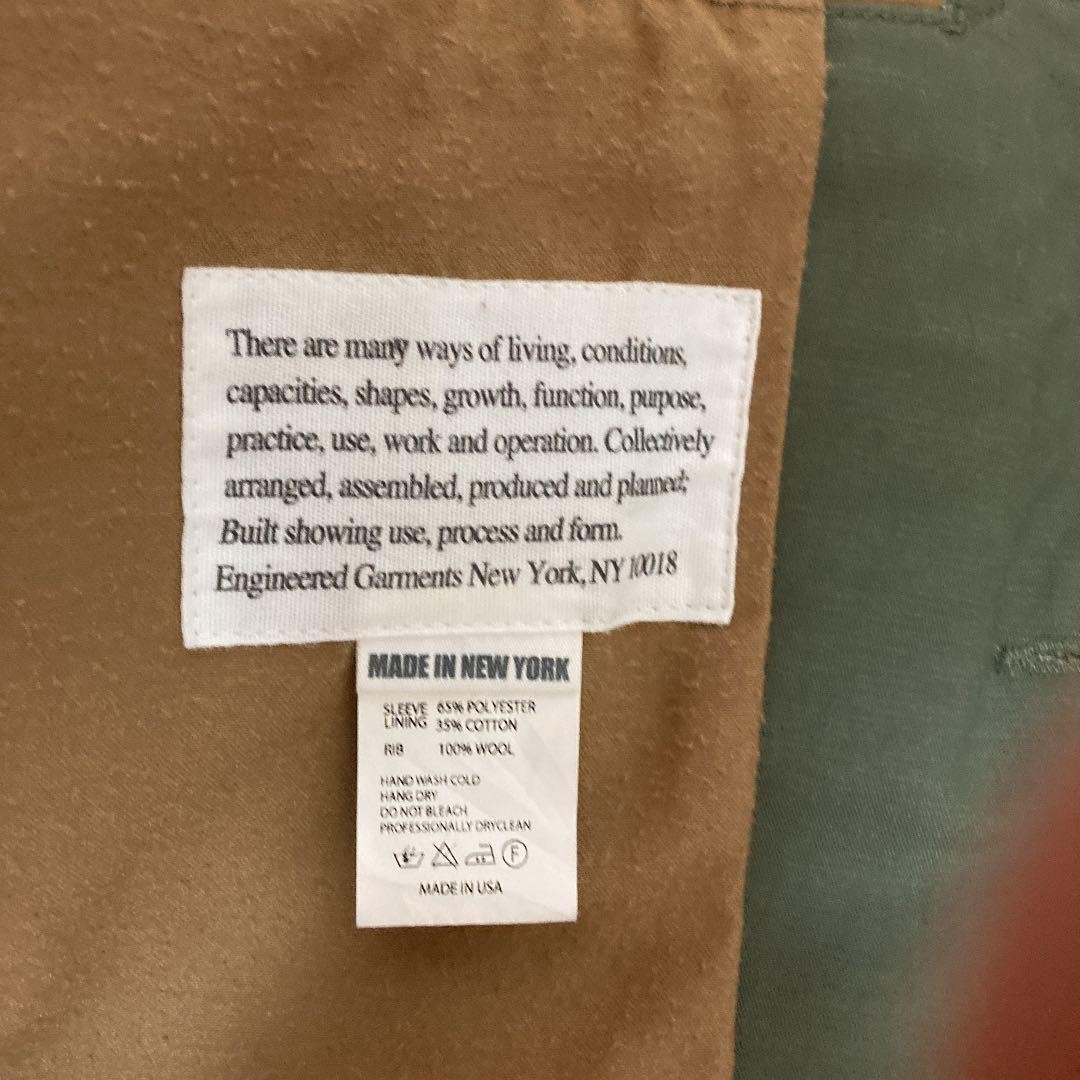 There are many ways of living, conditions,
capacities, shapes, growth, function, purpose,
practice, use, work and operation. Collectively
arranged, assembled, produced and planned;
Built showing use, process and form.
Engineered Garments New York, NY 10018
MADE IN NEW YORK
SLEEVE 65% POLYESTER
LINING 35% COTTON
RIB 100% WOOL
HAND WASH COLD
HANG DRY
DO NOT BLEACH
PROFESSIONALLY DRYCLEAN
F
MADE IN USA